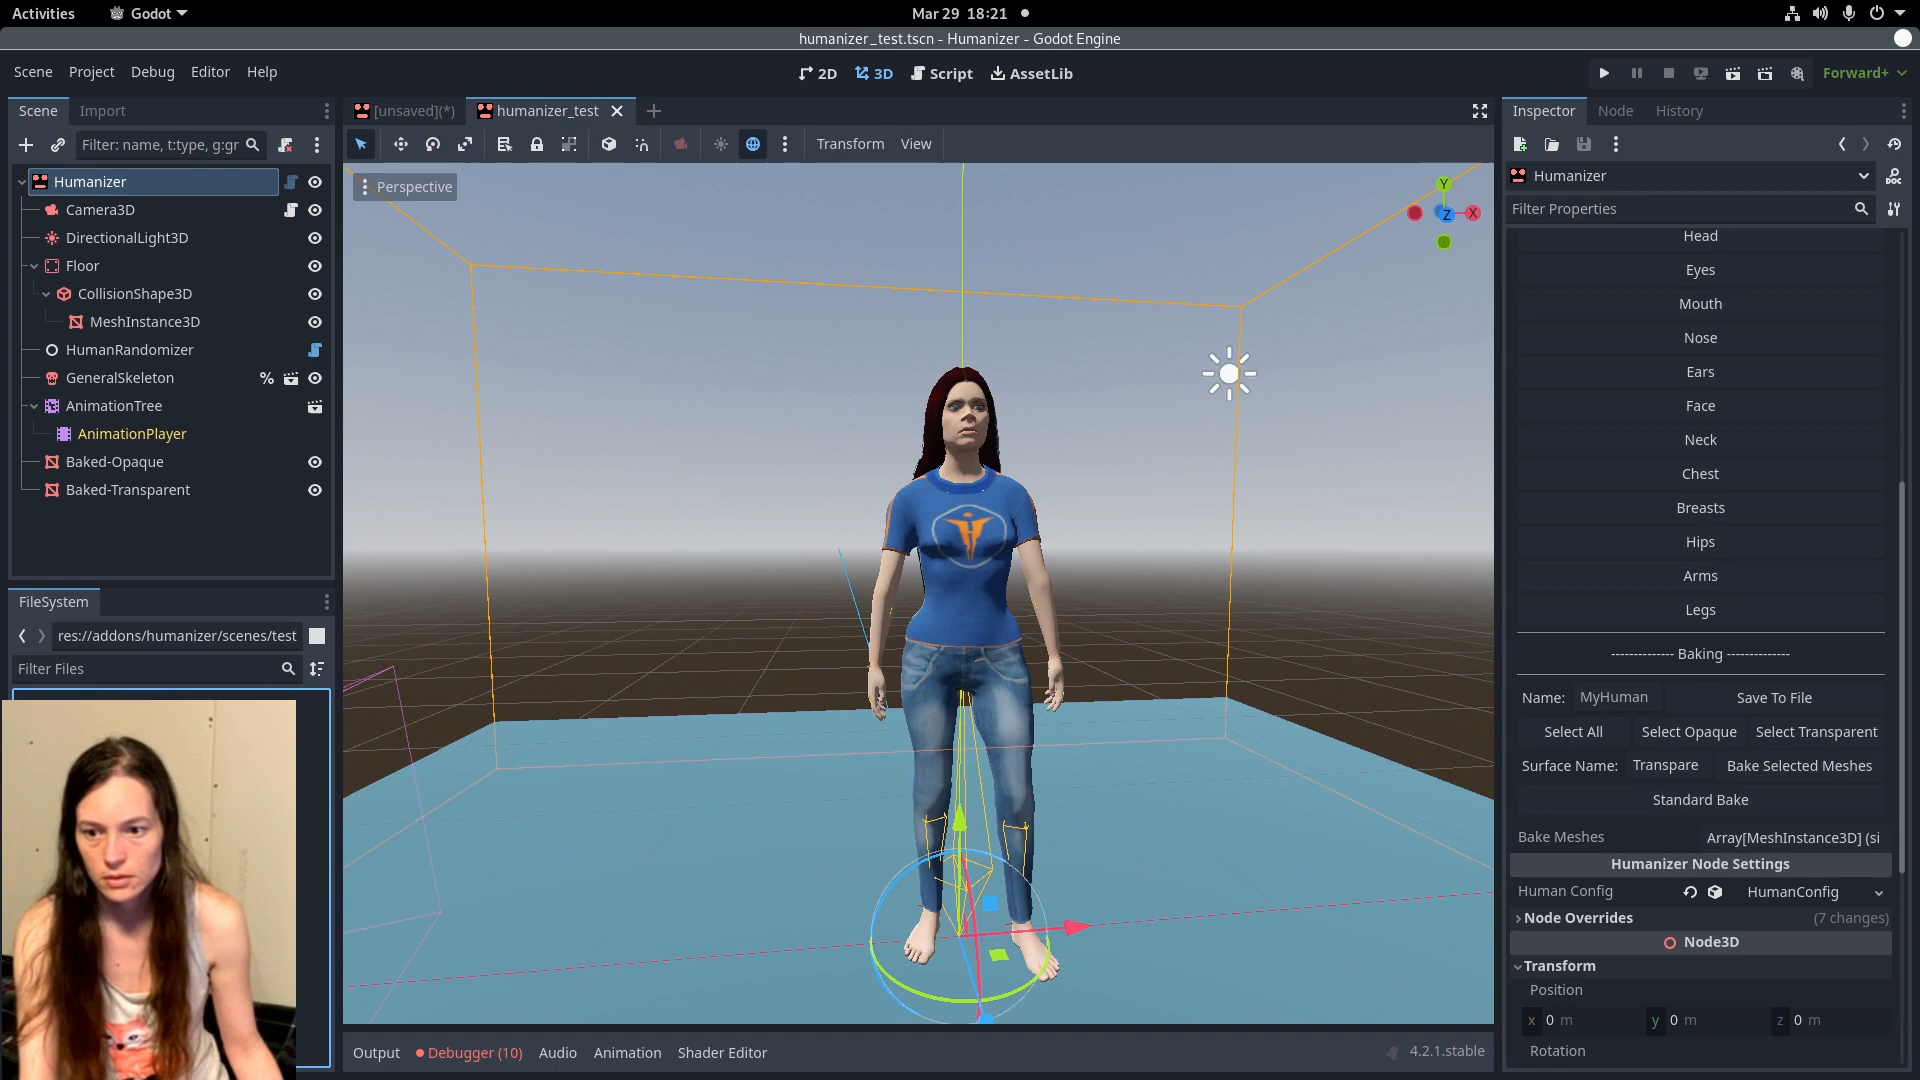 Activities
Godot
Mar 29 18:21
humanizer_test.tscn - Humanizer - Godot Engine
Scene Project Debug Editor Help
2D 3D Script AssetLib
Forward+
Scene Import
[unsaved](*) humanizer_test
Inspector Node History
Filter: name, t:type, g:gr
Transform View
Humanizer
Camera3D
DirectionalLight3D
Floor
CollisionShape3D
MeshInstance3D
HumanRandomizer
GeneralSkeleton
%
AnimationTree
AnimationPlayer
Baked-Opaque
Baked-Transparent
FileSystem
res://addons/humanizer/scenes/test
Filter Files
Perspective
Y
Z
X
Output Debugger (10) Audio Animation Shader Editor
4.2.1.stable
Humanizer
DOC
Filter Properties
Head
Eyes
Mouth
Nose
Ears
Face
Neck
Chest
Breasts
Hips
Arms
Legs
-------------- Baking --------------
Name: MyHuman Save To File
Select All Select Opaque Select Transparent
Surface Name: Transpare Bake Selected Meshes
Standard Bake
Bake Meshes Array[MeshInstance3D] (si
Humanizer Node Settings
Human Config HumanConfig
Node Overrides (7 changes)
Node3D
Transform
Position
x 0 m y 0 m z 0 m
Rotation